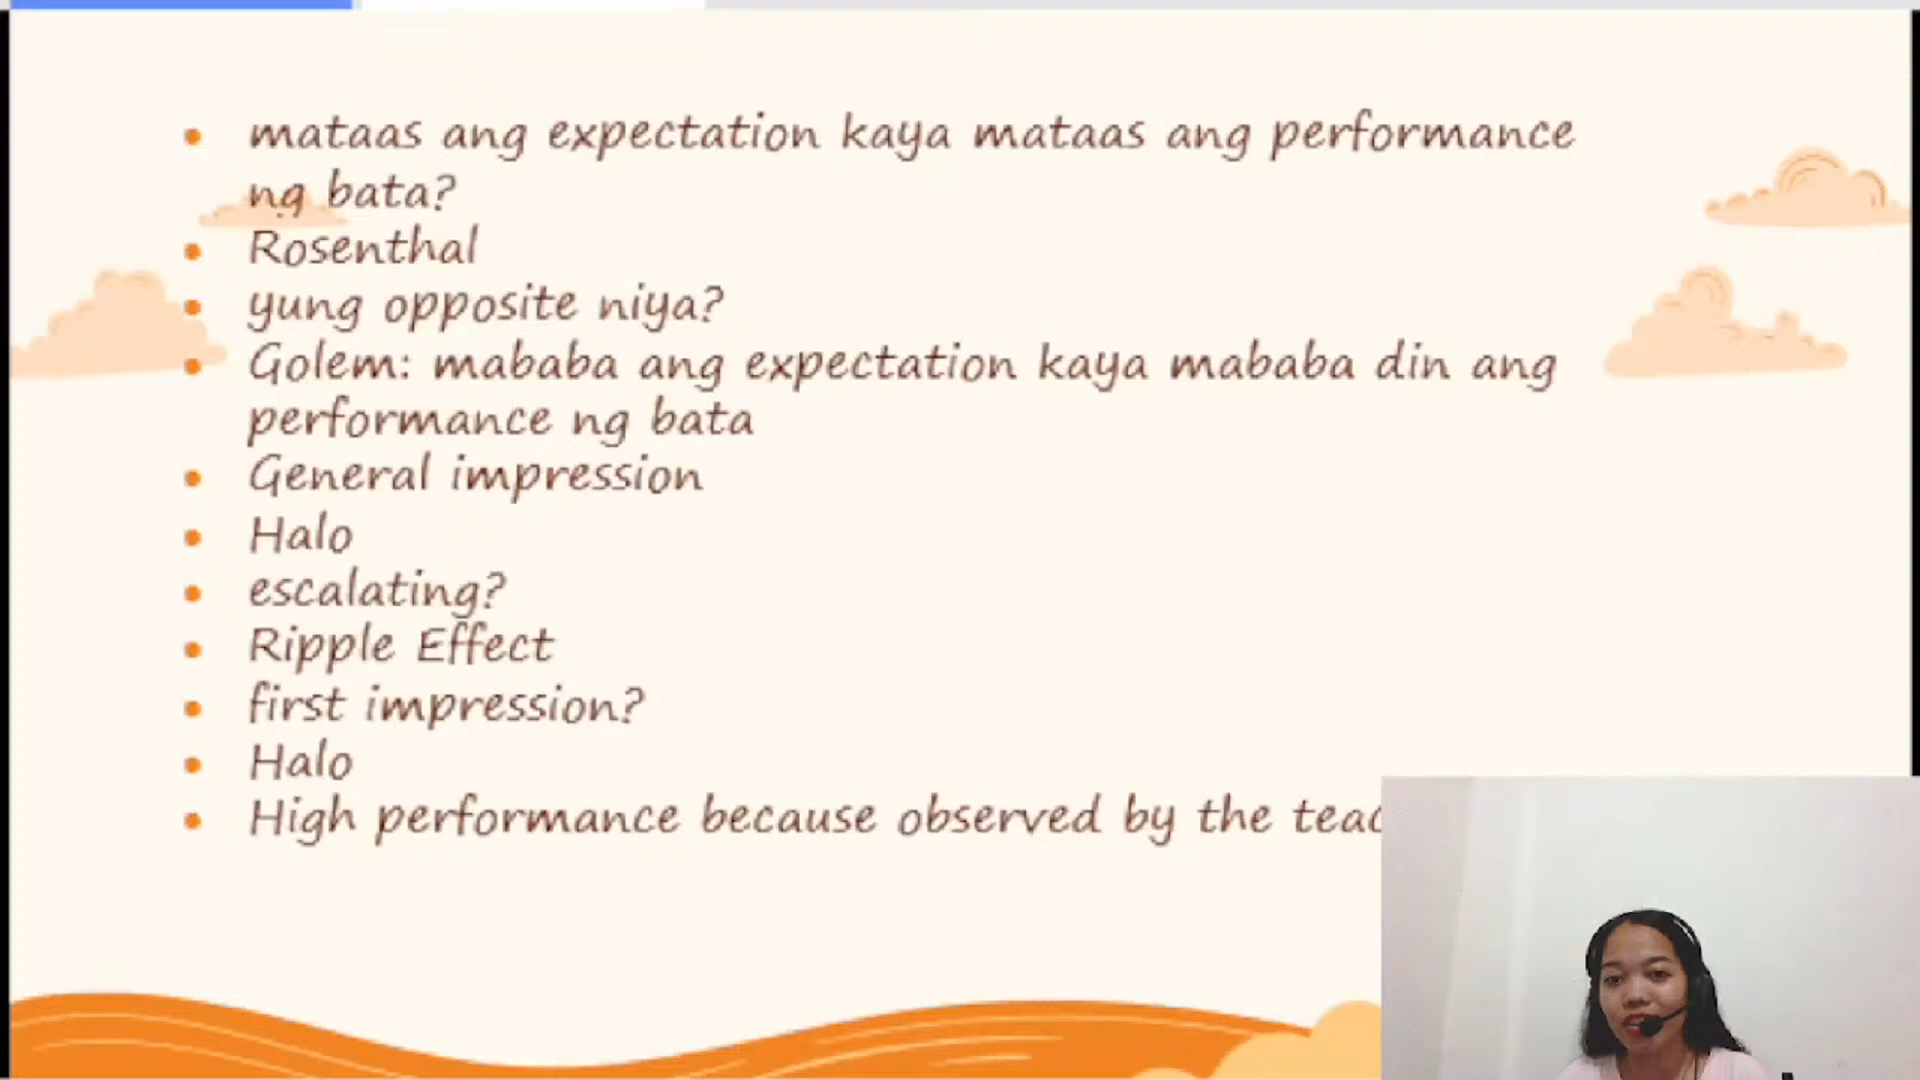 mataas ang expectation kaya mataas ang performance
ng bata?
Rosenthal
yung opposite niya?
Golem: mababa ang expectation kaya mababa din ang
performance ng bata
General impression
Halo
escalating?
Ripple Effect
first impression?
Halo
High performance because observed by the